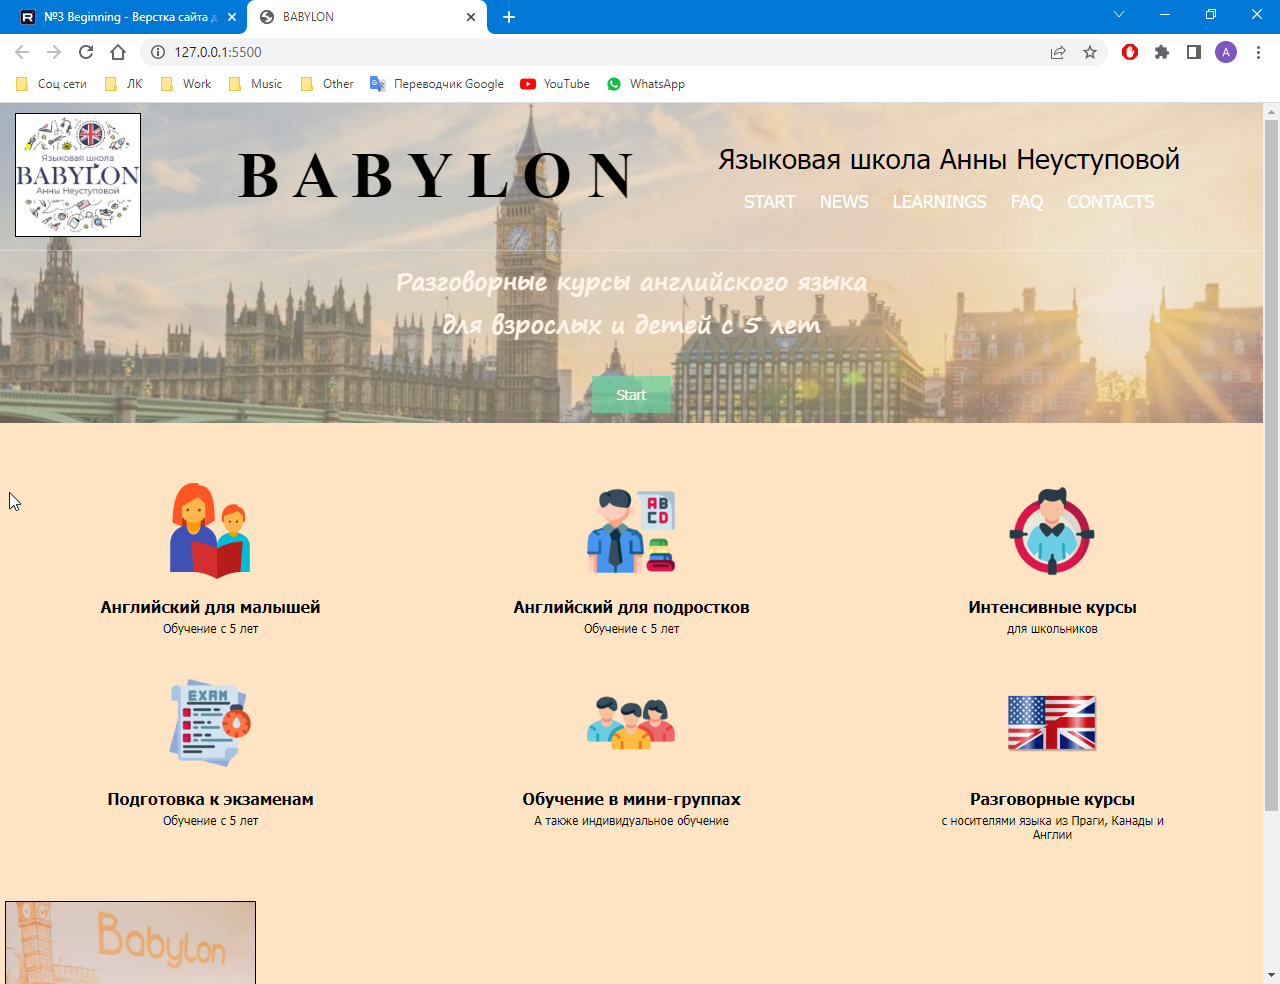 №3 Beginning - Верстка сайта д
BABYLON
127.0.0.1:5500
A
Соц сети
ЛК
Work
Music
Other
Переводчик Google
YouTube
WhatsApp
Языковая школа
BABYLON
Анны Неуступовой
BABYLON
Языковая школа Анны Неуступовой
START NEWS LEARNINGS FAQ CONTACTS
Разговорные курсы английского языка
для взрослых и детей с 5 лет
Start
AB
CD
Английский для малышей
Обучение с 5 лет
Английский для подростков
Обучение с 5 лет
Интенсивные курсы
для школьников
EXAM
Подготовка к экзаменам
Обучение с 5 лет
Обучение в мини-группах
А также индивидуальное обучение
Разговорные курсы
с носителями языка из Праги, Канады и
Англии
Babylon